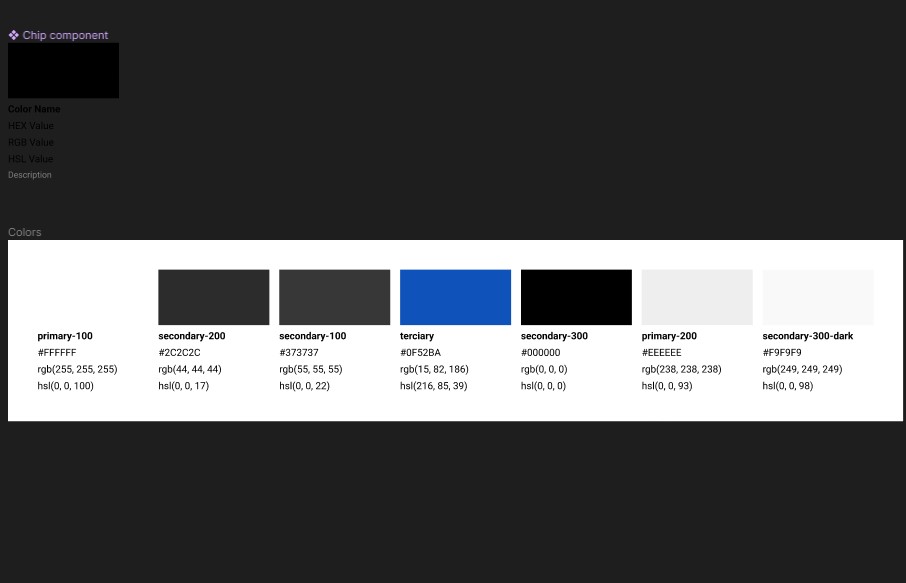 Chip component
Color Name
HEX Value
RGB Value
HSL Value
Description
Colors
primary-100
#FFFFFF
rgb(255, 255, 255)
hsl(0, 0, 100)
secondary-200
#2C2C2C
rgb(44, 44, 44)
hsl(0, 0, 17)
secondary-100
#373737
rgb(55, 55, 55)
hsl(0, 0, 22)
terciary
#0F52BA
rgb(15, 82, 186)
hsl(216, 85, 39)
secondary-300
#000000
rgb(0, 0, 0)
hsl(0, 0, 0)
primary-200
#EEEEEE
rgb(238, 238, 238)
hsl(0, 0, 93)
secondary-300-dark
#F9F9F9
rgb(249, 249, 249)
hsl(0, 0, 98)